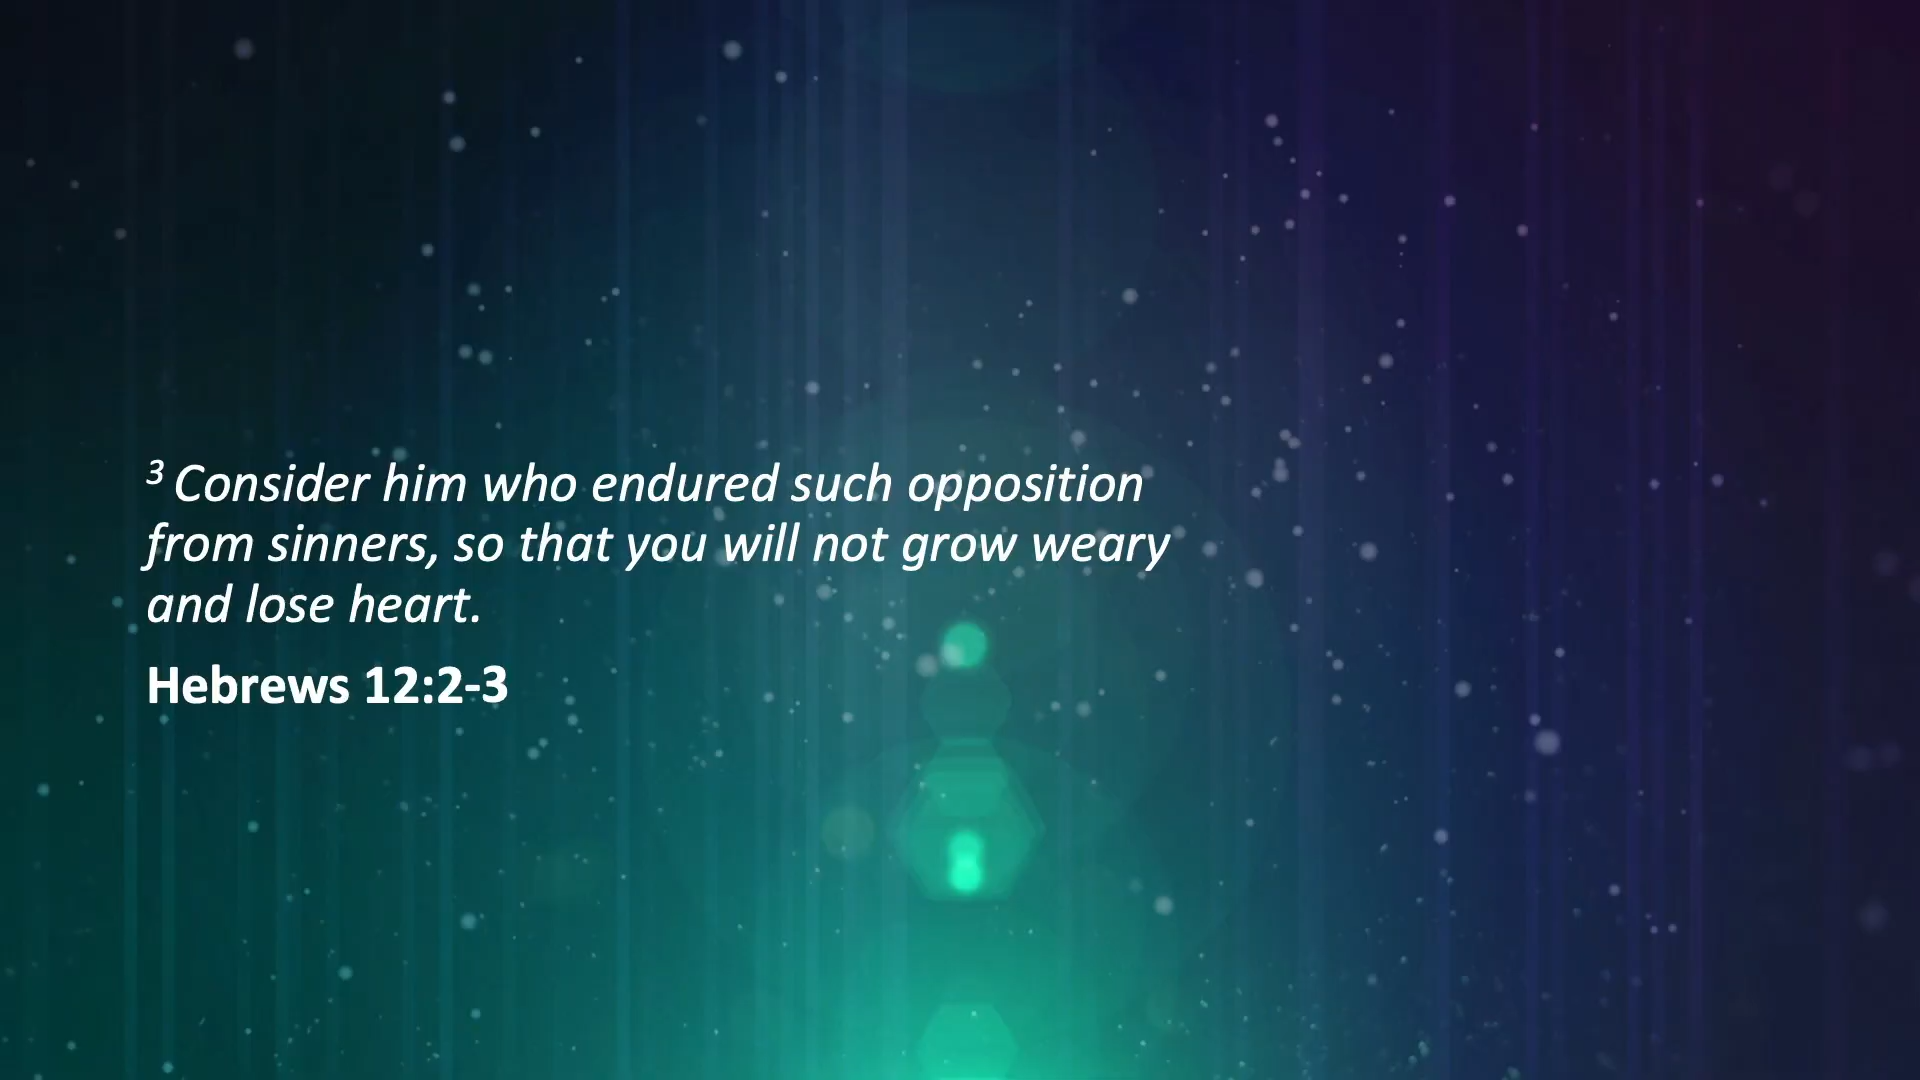 ³ Consider him who endured such opposition
from sinners, so that you will not grow weary
and lose heart.
Hebrews 12:2-3